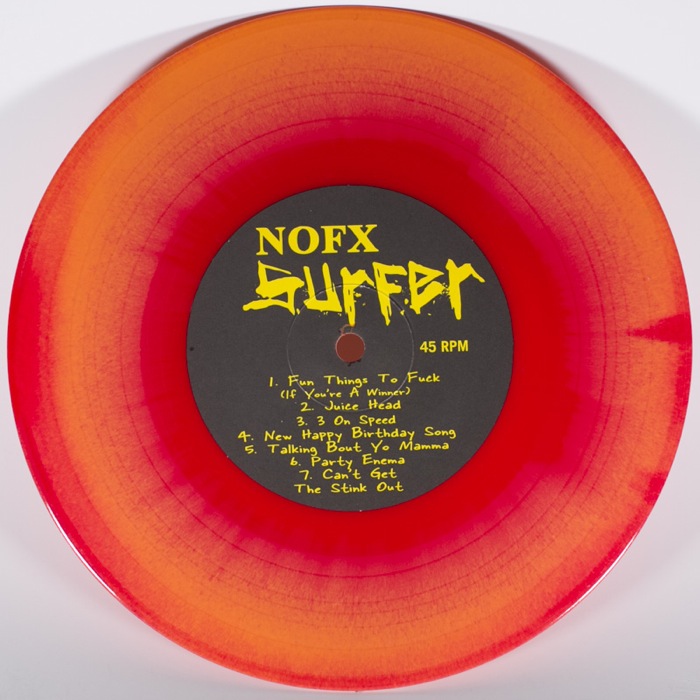 NOFX
Surfer
45 RPM
1. Fun Things To Fuck
(If You're A Winner)
2. Juice Head
3. 3 On Speed
4. New Happy Birthday Song
5. Talking Bout Yo Mamma
6. Party Enema
7. Can't Get
The Stink Out